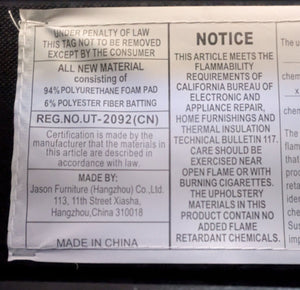 UNDER PENALTY OF LAW
THIS TAG NOT TO BE REMOVED
EXCEPT BY THE CONSUMER
ALL NEW MATERIAL
consisting of
94% POLYURETHANE FOAM PAD
6% POLYESTER FIBER BATTING
REG.NO.UT-2092(CN)
Certification is made by the
manufacturer that the materials in
this article are described in
accordance with law.
MADE BY:
Jason Furniture (Hangzhou) Co.,Ltd.
113, 11th Street Xiasha,
Hangzhou,China 310018
MADE IN CHINA
NOTICE
THIS ARTICLE MEETS THE
FLAMMABILITY
REQUIREMENTS OF
CALIFORNIA BUREAU OF
ELECTRONIC AND
APPLIANCE REPAIR,
HOME FURNISHINGS AND
THERMAL INSULATION
TECHNICAL BULLETIN 117.
CARE SHOULD BE
EXERCISED NEAR
OPEN FLAME OR WITH
BURNING CIGARETTES.
THE UPHOLSTERY
MATERIALS IN THIS
PRODUCT CONTAIN NO
ADDED FLAME
RETARDANT CHEMICALS.
The u
chem
x